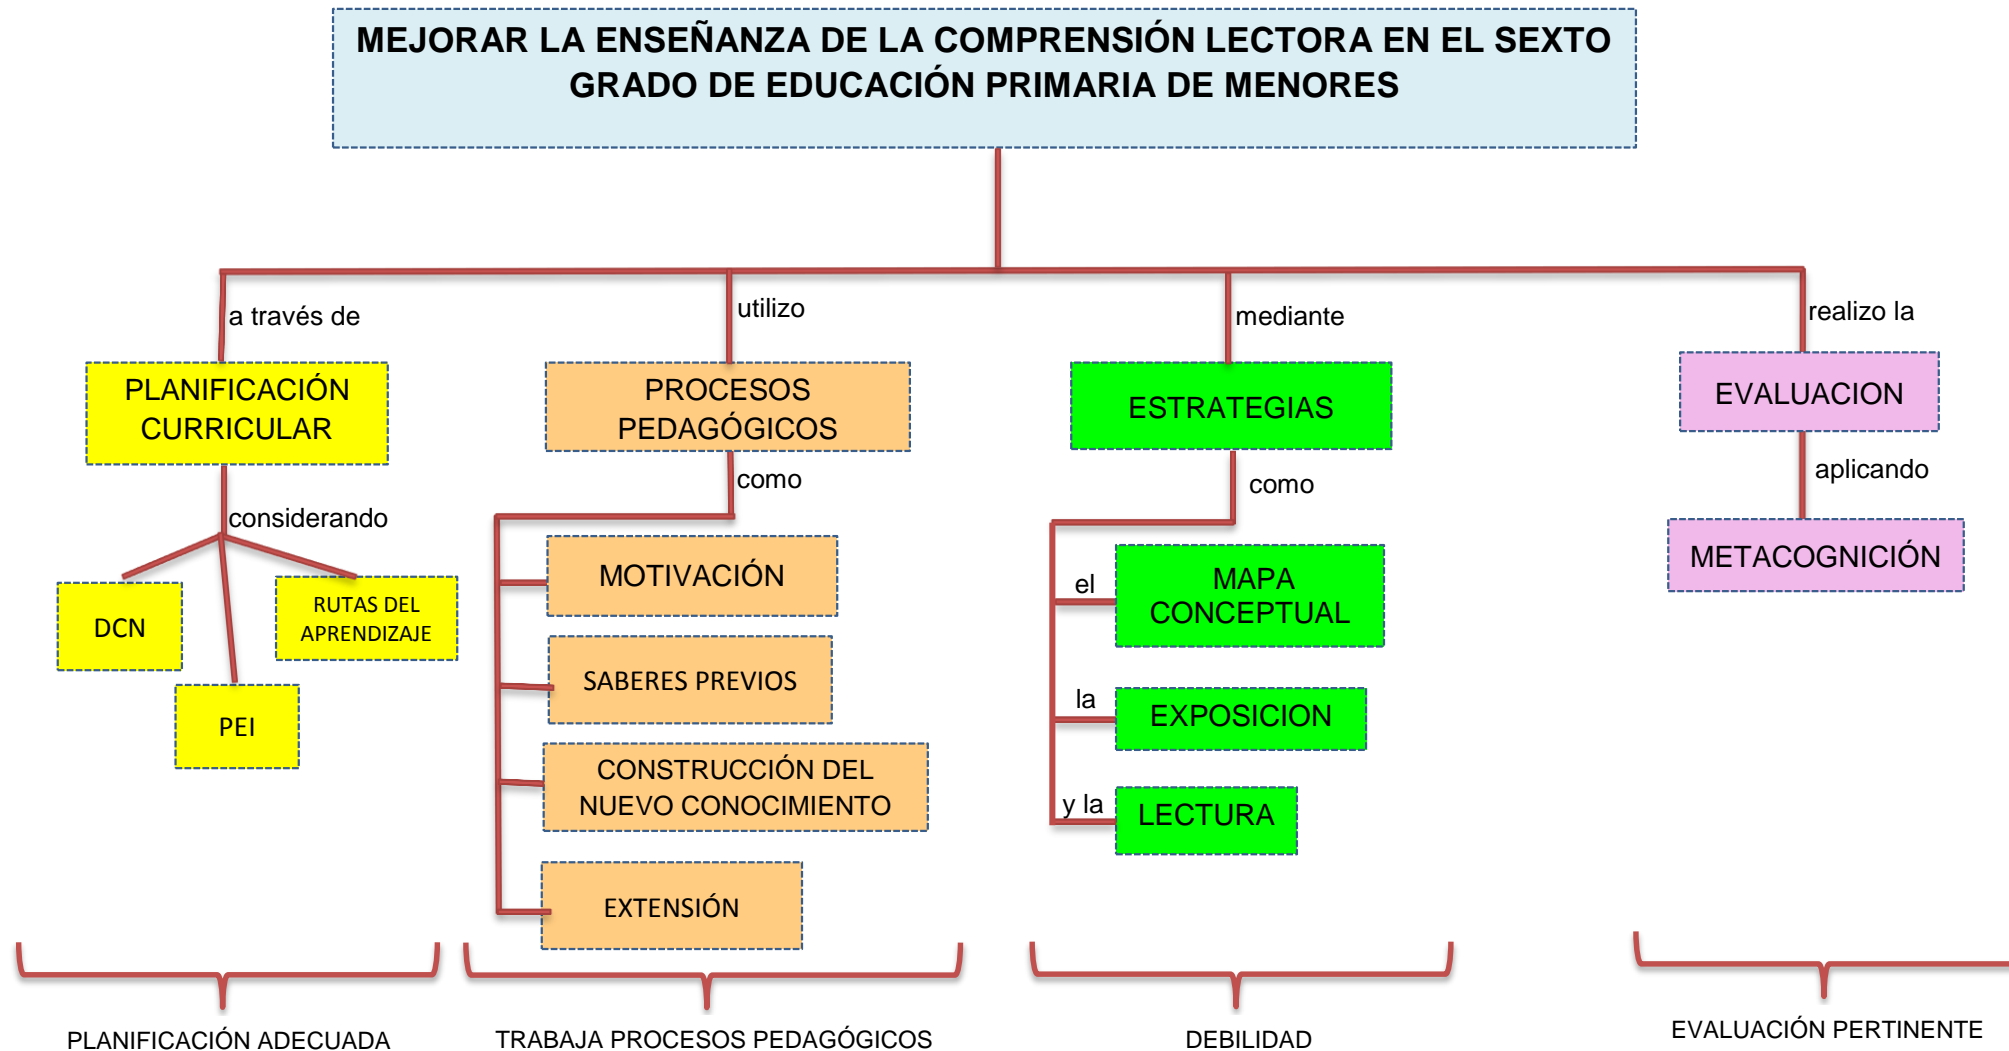 MEJORAR LA ENSEÑANZA DE LA COMPRENSIÓN LECTORA EN EL SEXTO
GRADO DE EDUCACIÓN PRIMARIA DE MENORES
a través de
utilizo
mediante
realizo la
PLANIFICACIÓN
CURRICULAR
PROCESOS
PEDAGÓGICOS
ESTRATEGIAS
EVALUACION
considerando
como
como
aplicando
DCN
PEI
RUTAS DEL
APRENDIZAJE
MOTIVACIÓN
SABERES PREVIOS
CONSTRUCCIÓN DEL
NUEVO CONOCIMIENTO
EXTENSIÓN
el
MAPA
CONCEPTUAL
la
EXPOSICION
y la
LECTURA
METACOGNICIÓN
PLANIFICACIÓN ADECUADA
TRABAJA PROCESOS PEDAGÓGICOS
DEBILIDAD
EVALUACIÓN PERTINENTE